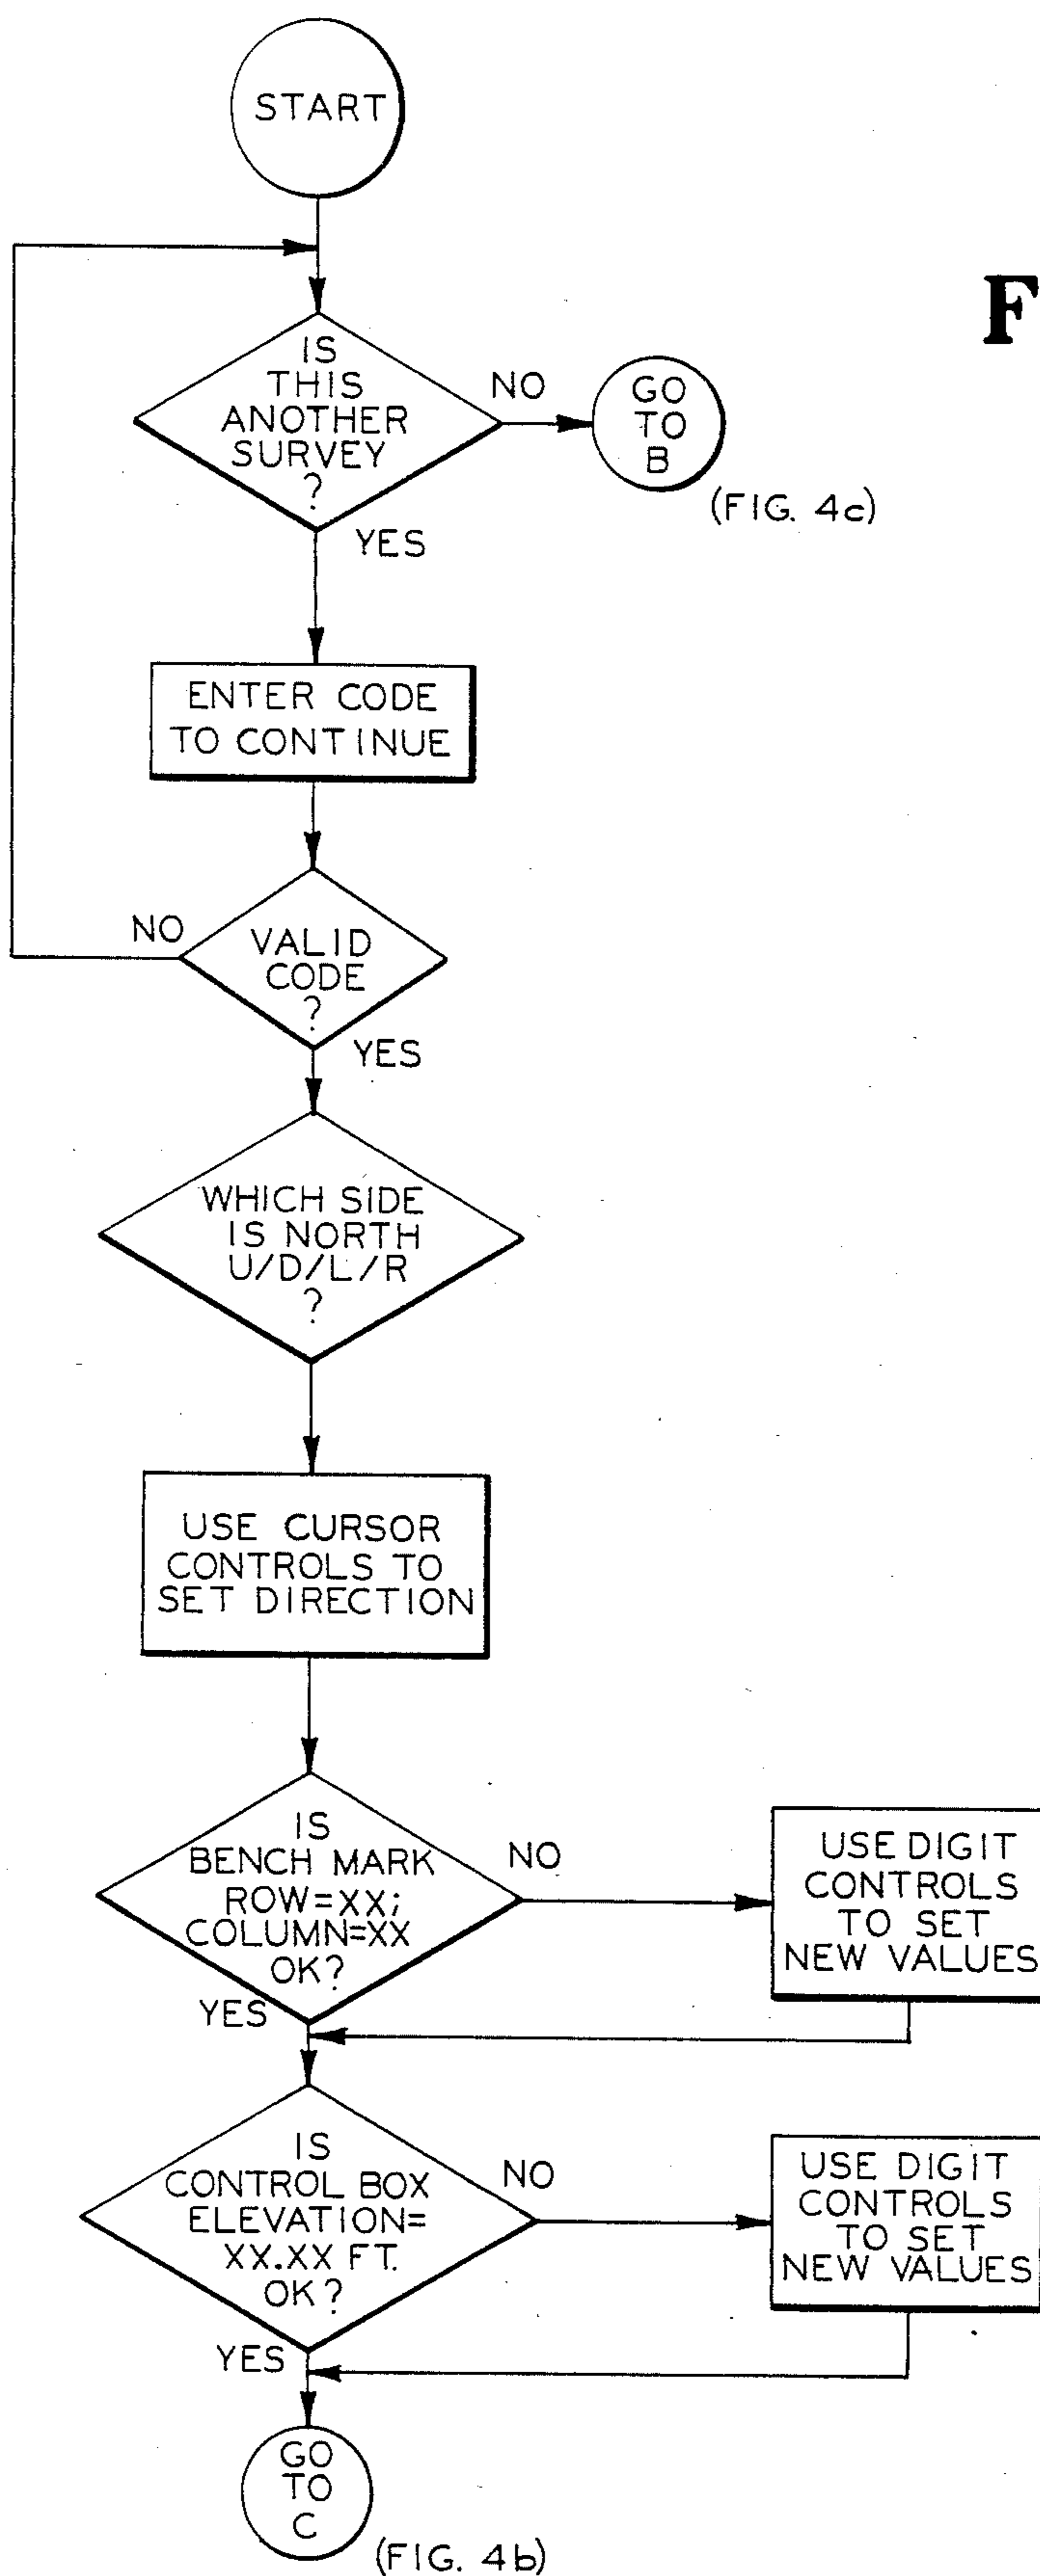 START
F
IS
THIS
ANOTHER
SURVEY
?
NO
GO
TO
B
(FIG. 4c)
YES
ENTER CODE
TO CONTINUE
NO
VALID
CODE
?
YES
WHICH SIDE
IS NORTH
U/D/L/R
?
USE CURSOR
CONTROLS TO
SET DIRECTION
IS
BENCH MARK
ROW=XX;
COLUMN=XX
OK?
NO
USE DIGIT
CONTROLS
TO SET
NEW VALUES
YES
IS
CONTROL BOX
ELEVATION=
XX.XX FT.
OK?
NO
USE DIGIT
CONTROLS
TO SET
NEW VALUES
YES
GO
TO
C
(FIG. 4b)